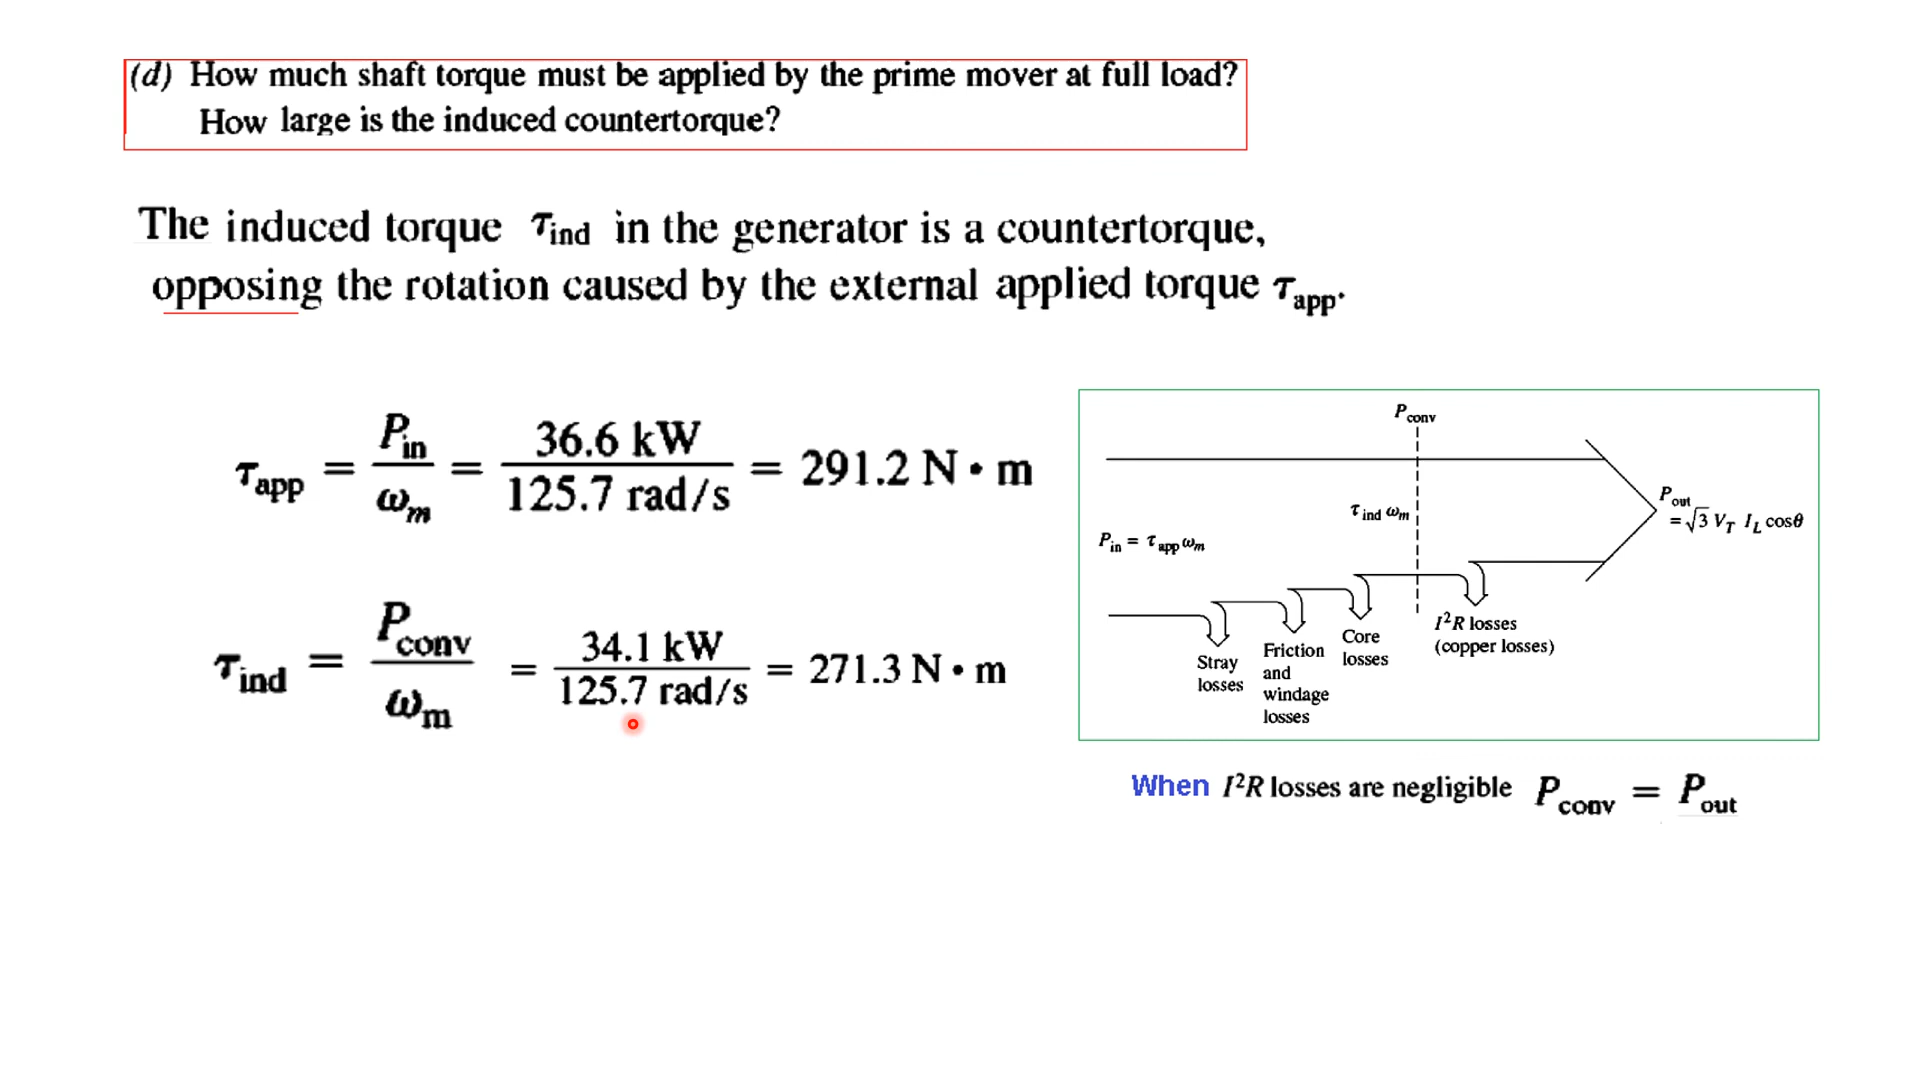 (d) How much shaft torque must be applied by the prime mover at full load?
How large is the induced countertorque?
The induced torque τind in the generator is a countertorque,
opposing the rotation caused by the external applied torque τapp.
τapp = Pin / ωm = 36.6 kW / 125.7 rad/s = 291.2 N • m
τind = Pconv / ωm = 34.1 kW / 125.7 rad/s = 271.3 N • m
Pconv
Pout
= √3 VT IL cosθ
τind ωm
Pin = τapp ωm
Stray
losses
Friction
and
windage
losses
Core
losses
I²R losses
(copper losses)
When I²R losses are negligible Pconv = Pout